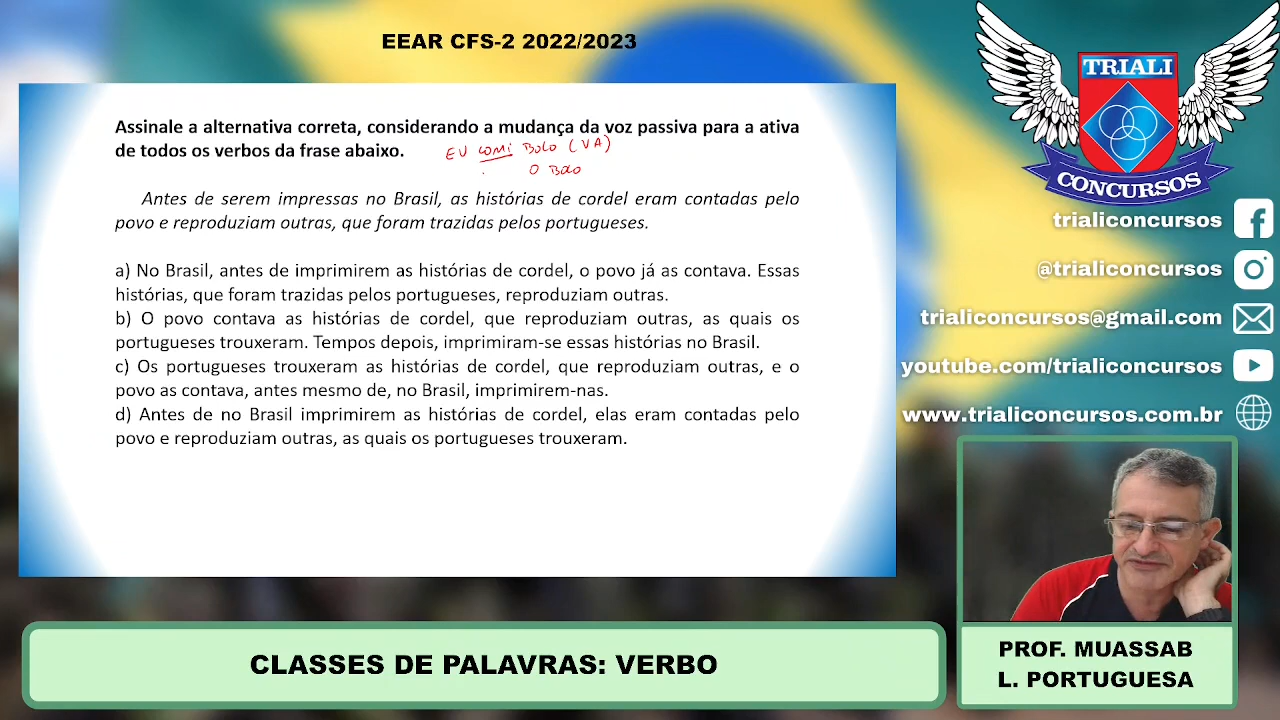 EEAR CFS-2 2022/2023
Assinale a alternativa correta, considerando a mudança da voz passiva para a ativa
de todos os verbos da frase abaixo.
EU COMI BOLO (VA)
O BOLO
Antes de serem impressas no Brasil, as histórias de cordel eram contadas pelo
povo e reproduziam outras, que foram trazidas pelos portugueses.
a) No Brasil, antes de imprimirem as histórias de cordel, o povo já as contava. Essas
histórias, que foram trazidas pelos portugueses, reproduziam outras.
b) O povo contava as histórias de cordel, que reproduziam outras, as quais os
portugueses trouxeram. Tempos depois, imprimiram-se essas histórias no Brasil.
c) Os portugueses trouxeram as histórias de cordel, que reproduziam outras, e o
povo as contava, antes mesmo de, no Brasil, imprimirem-nas.
d) Antes de no Brasil imprimirem as histórias de cordel, elas eram contadas pelo
povo e reproduziam outras, as quais os portugueses trouxeram.
TRIALI
CONCURSOS
trialiconcursos
@trialiconcursos
trialiconcursos@gmail.com
youtube.com/trialiconcursos
www.trialiconcursos.com.br
CLASSES DE PALAVRAS: VERBO
PROF. MUASSAB
L. PORTUGUESA